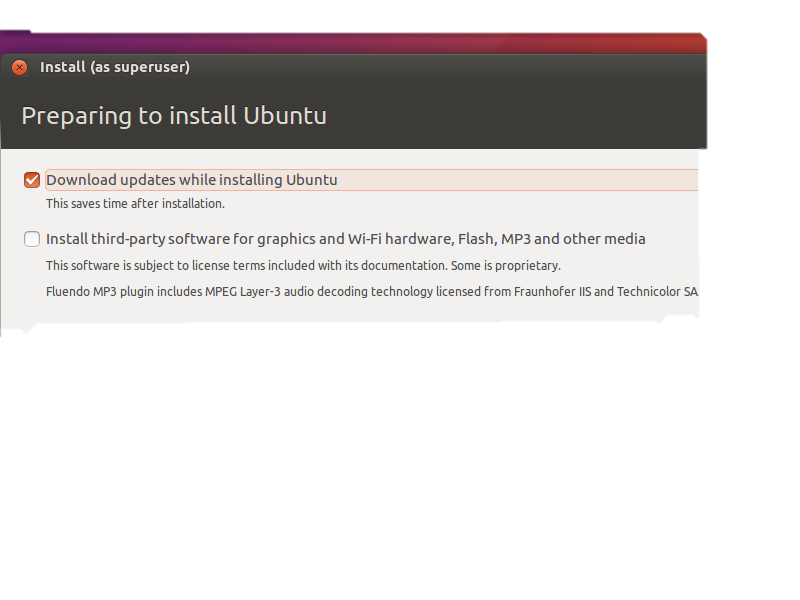 Install (as superuser)
Preparing to install Ubuntu
Download updates while installing Ubuntu
This saves time after installation.
Install third-party software for graphics and Wi-Fi hardware, Flash, MP3 and other media
This software is subject to license terms included with its documentation. Some is proprietary.
Fluendo MP3 plugin includes MPEG Layer-3 audio decoding technology licensed from Fraunhofer IIS and Technicolor SA